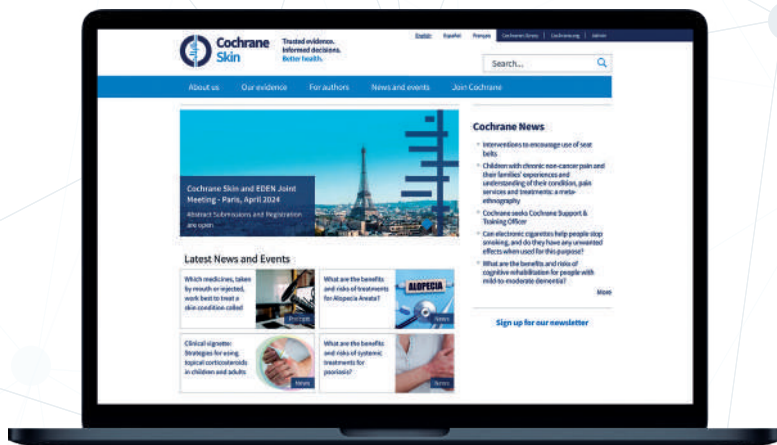 Cochrane
Skin
Trusted evidence.
Informed decisions.
Better health.
English Español Français Cochrane Library Cochrane.org Admin
Search...
About us Our evidence For authors News and events Join Cochrane
Cochrane Skin and EDEN Joint
Meeting - Paris, April 2024
Abstract Submissions and Registration
are open
Cochrane News
Interventions to encourage use of seat
belts
Children with chronic non-cancer pain and
their families' experiences and
understanding of their condition, pain
services and treatments: a meta-
ethnography
Cochrane seeks Cochrane Support &
Training Officer
Can electronic cigarettes help people stop
smoking, and do they have any unwanted
effects when used for this purpose?
What are the benefits and risks of
cognitive rehabilitation for people with
mild-to-moderate dementia?
More
Sign up for our newsletter
Latest News and Events
Which medicines, taken
by mouth or injected,
work best to treat a
skin condition called
Podcast
What are the benefits
and risks of treatments
for Alopecia Areata?
ALOPECIA
News
Clinical vignette:
Strategies for using
topical corticosteroids
in children and adults
News
What are the benefits
and risks of systemic
treatments for
psoriasis?
News